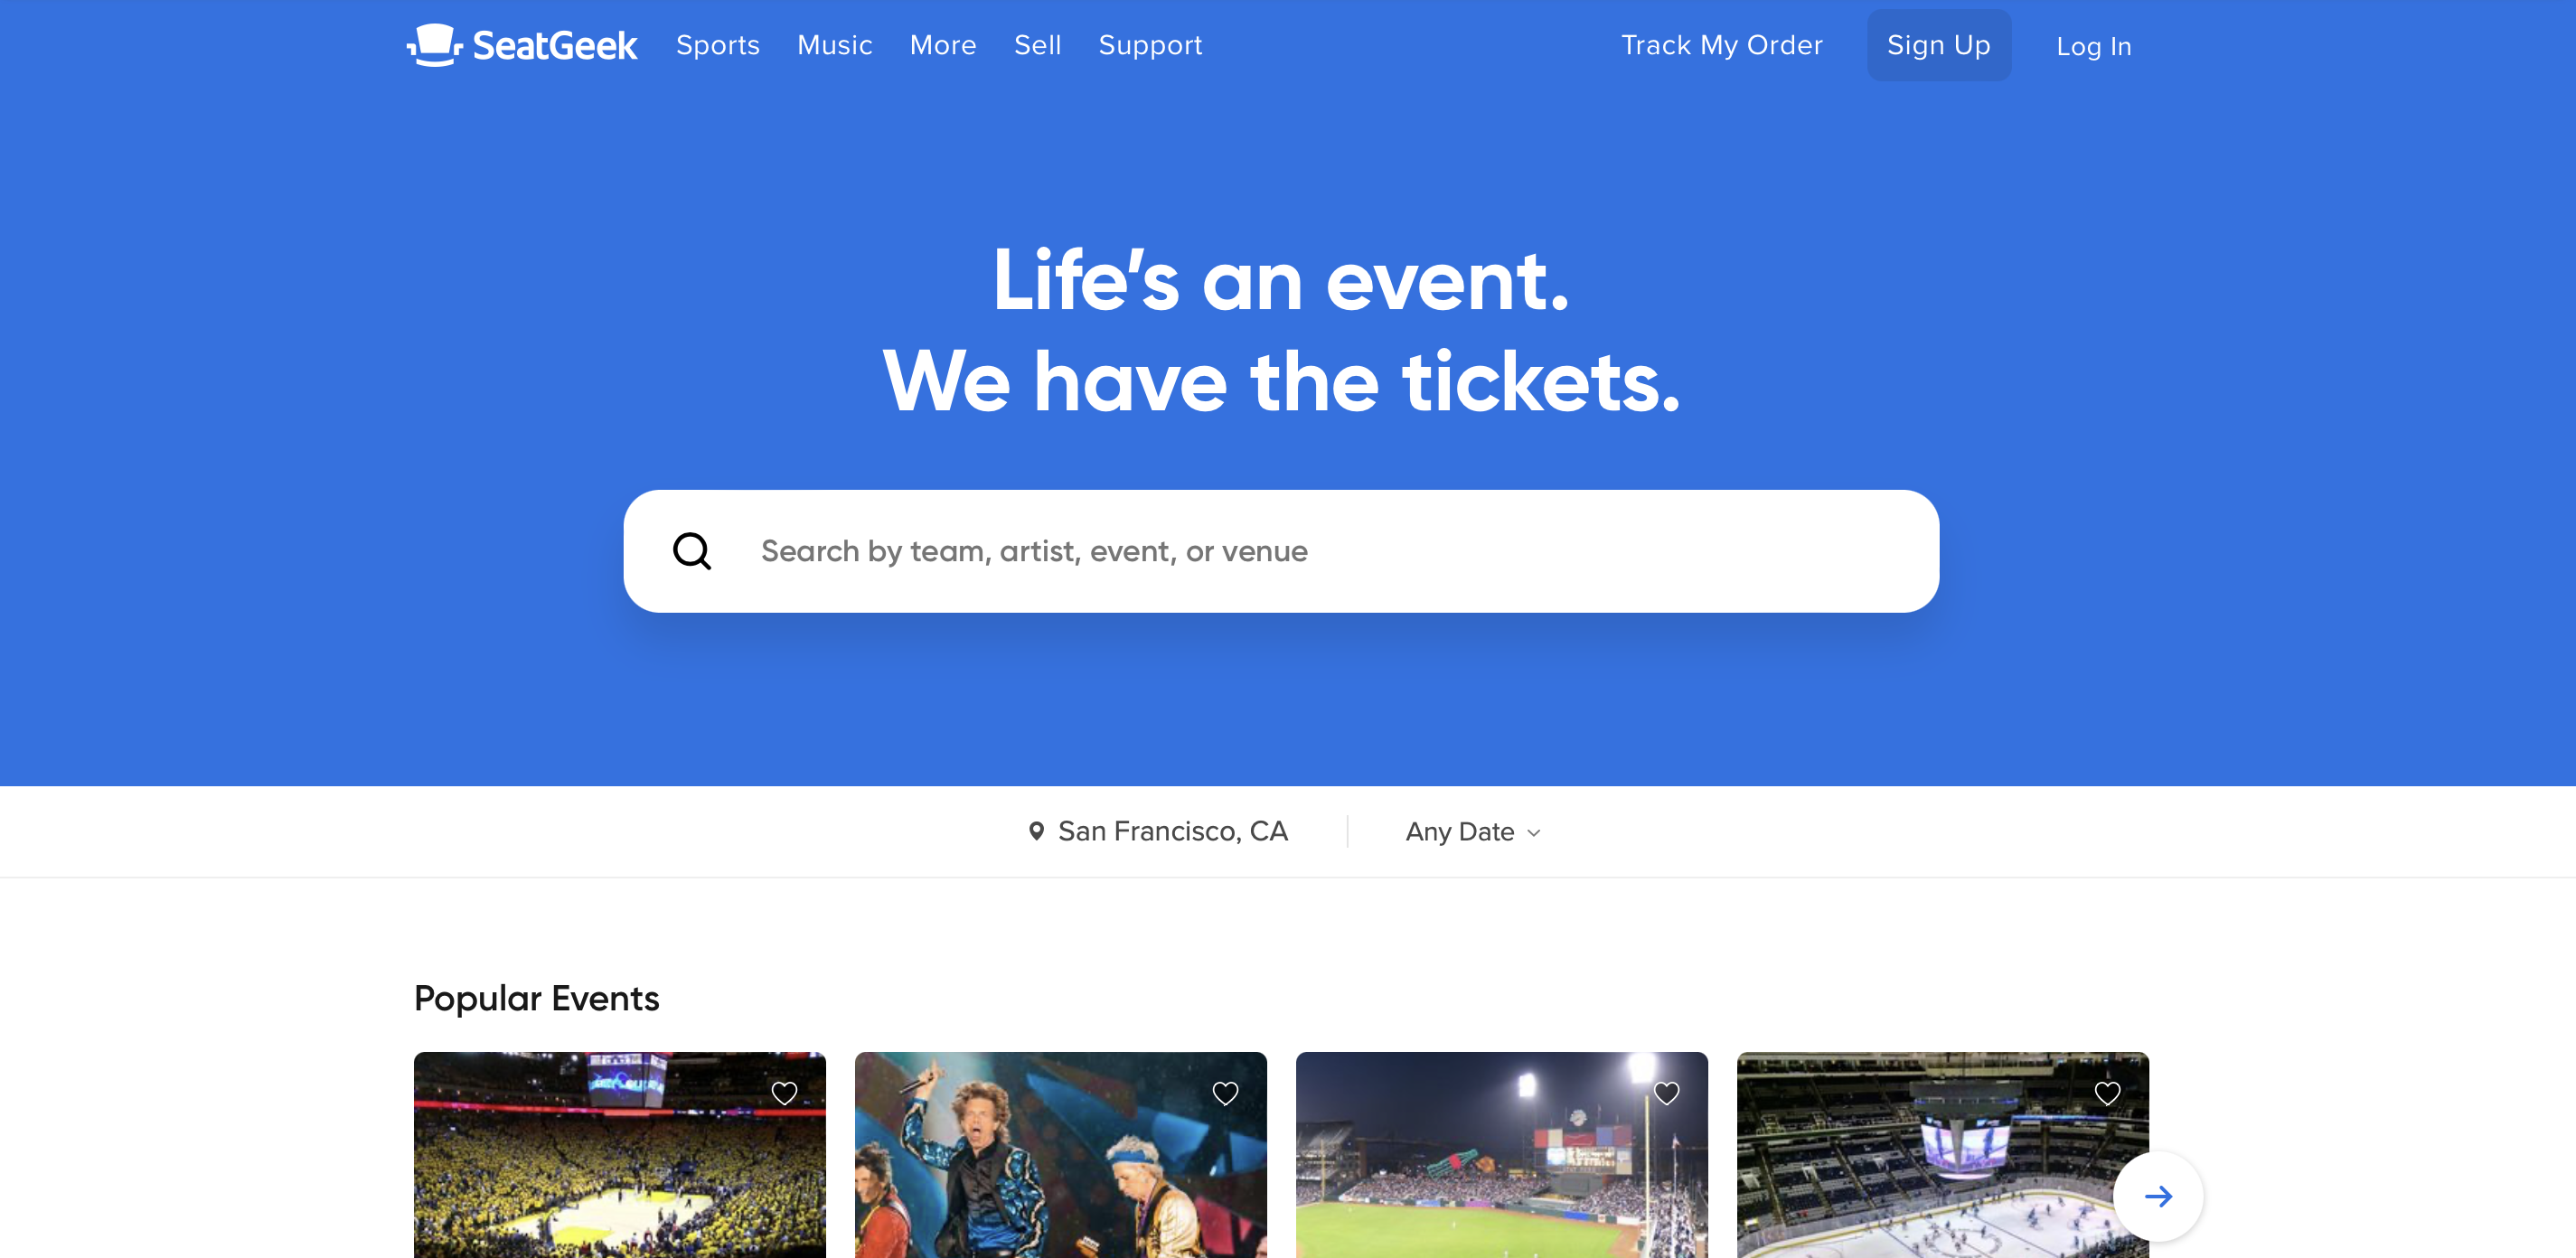 SeatGeek Sports Music More Sell Support Track My Order Sign Up Log In
Life's an event.
We have the tickets.
Search by team, artist, event, or venue
San Francisco, CA Any Date
Popular Events